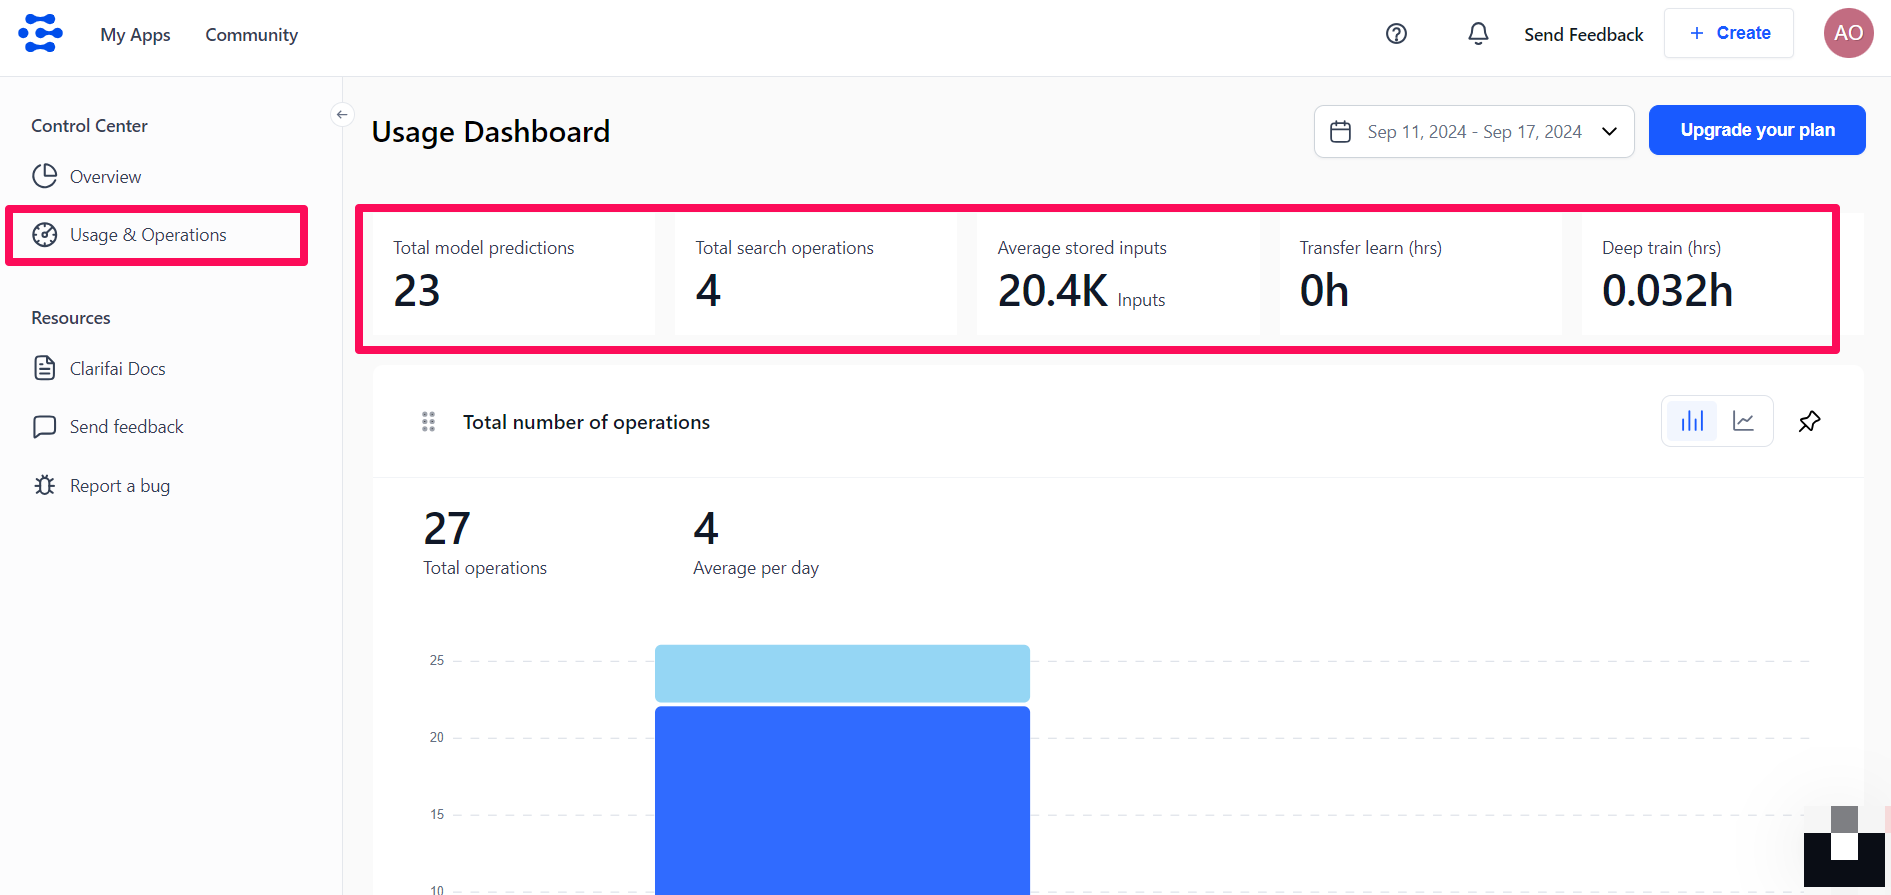 My Apps
Community
Send Feedback
+ Create
AO
Control Center
Overview
Usage & Operations
Resources
Clarifai Docs
Send feedback
Report a bug
Usage Dashboard
Sep 11, 2024 - Sep 17, 2024
Upgrade your plan
Total model predictions
23
Total search operations
4
Average stored inputs
20.4K Inputs
Transfer learn (hrs)
0h
Deep train (hrs)
0.032h
Total number of operations
27
Total operations
4
Average per day
25
20
15
10